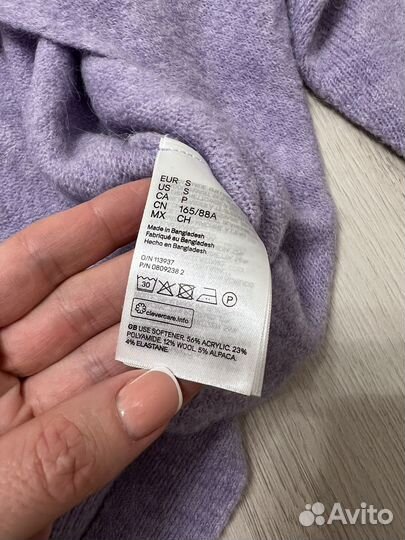 EUR S
US S
CA P
CN 165/88A
MX CH
Made in Bangladesh
Fabriqué au Bangladesh
Hecho en Bangladesh
O/N 113937
P/N 0809238.2
30 P
clevercare.info
GB USE SOFTENER, 56% ACRYLIC. 23%
POLYAMIDE. 12% WOOL. 5% ALPACA.
4% ELASTANE.
Avito